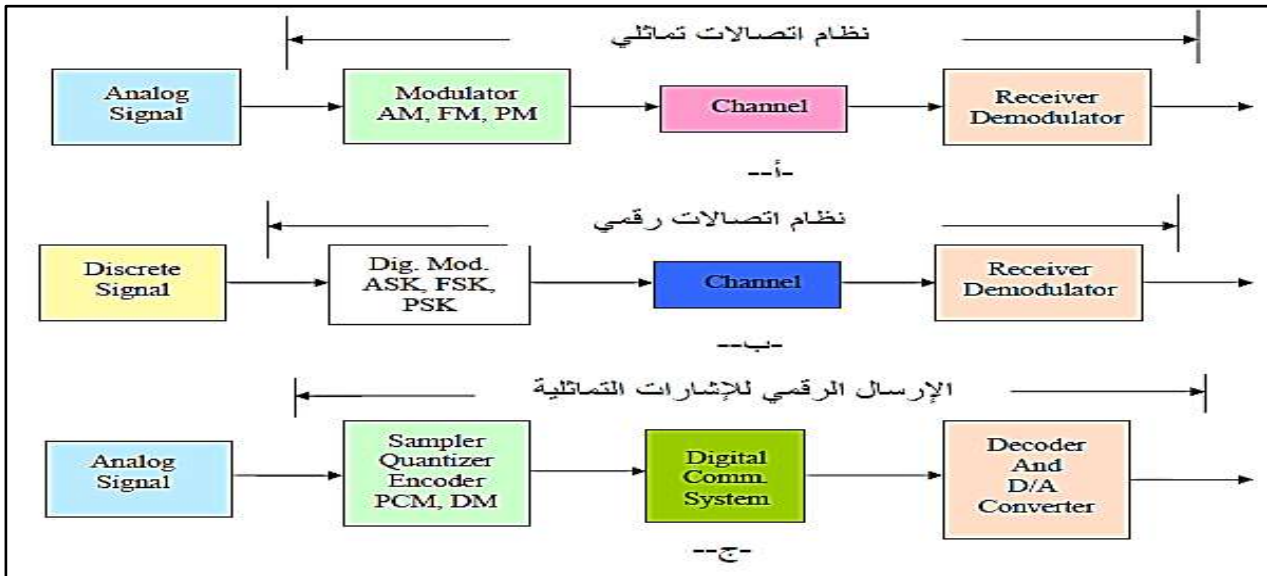 نظام اتصالات تماثلي
Analog
Signal
Modulator
AM, FM, PM
Channel
Receiver
Demodulator
--أ-
نظام اتصالات رقمي
Discrete
Signal
Dig. Mod.
ASK, FSK,
PSK
Channel
Receiver
Demodulator
--ب-
الإرسال الرقمي للإشارات التماثلية
Analog
Signal
Sampler
Quantizer
Encoder
PCM, DM
Digital
Comm.
System
Decoder
And
D/A
Converter
--ج-